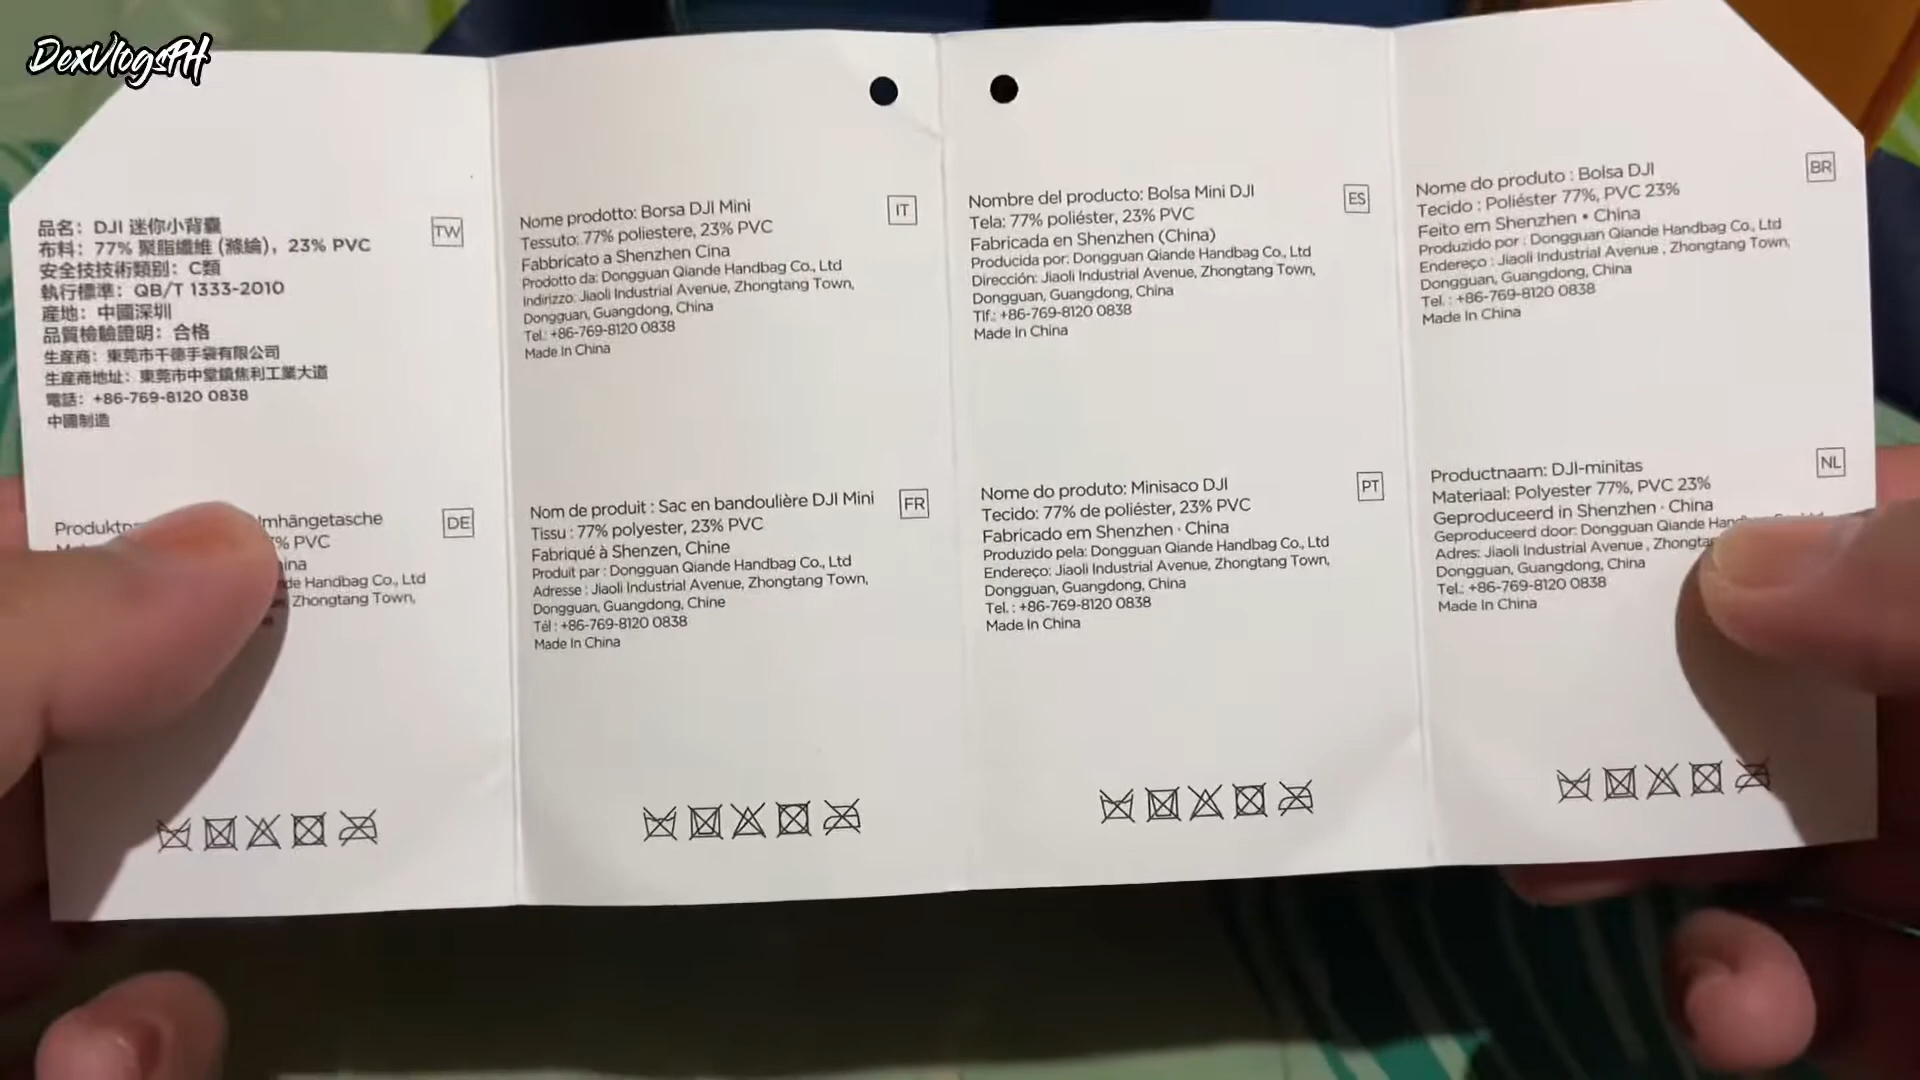 DexVlogsPH
品名：DJI 迷你小背囊
TW
布料：77% 聚脂纖維 (滌綸)，23% PVC
安全技技術類別：C類
執行標準：QB/T 1333-2010
產地：中國深圳
品質檢驗證明：合格
生産商：東莞市千德手袋有限公司
生産商地址：東莞市中堂鎮焦利工業大道
電話：+86-769-8120 0838
中國制造
DE
% PVC
Handbag Co., Ltd
Zhongtang Town,
Nome prodotto: Borsa DJI Mini
IT
Tessuto: 77% poliestere, 23% PVC
Fabbricato a Shenzhen Cina
Prodotto da: Dongguan Qiande Handbag Co., Ltd
Indirizzo: Jiaoli Industrial Avenue, Zhongtang Town,
Dongguan, Guangdong, China
Tel.: +86-769-8120 0838
Made In China
Nom de produit : Sac en bandoulière DJI Mini
FR
Tissu : 77% polyester, 23% PVC
Fabriqué à Shenzen, Chine
Produit par : Dongguan Qiande Handbag Co., Ltd
Adresse : Jiaoli Industrial Avenue, Zhongtang Town,
Dongguan, Guangdong, Chine
Tél : +86-769-8120 0838
Made In China
Nombre del producto: Bolsa Mini DJI
ES
Tela: 77% poliéster, 23% PVC
Fabricada en Shenzhen (China)
Producida por: Dongguan Qiande Handbag Co., Ltd
Dirección: Jiaoli Industrial Avenue, Zhongtang Town,
Dongguan, Guangdong, China
Tlf.: +86-769-8120 0838
Made In China
Nome do produto: Minisaco DJI
PT
Tecido: 77% de poliéster, 23% PVC
Fabricado em Shenzhen · China
Produzido pela: Dongguan Qiande Handbag Co., Ltd
Endereço: Jiaoli Industrial Avenue, Zhongtang Town,
Dongguan, Guangdong, China
Tel. : +86-769-8120 0838
Made In China
Nome do produto : Bolsa DJI
BR
Tecido : Poliéster 77%, PVC 23%
Feito em Shenzhen • China
Produzido por : Dongguan Qiande Handbag Co., Ltd
Endereço : Jiaoli Industrial Avenue , Zhongtang Town,
Dongguan, Guangdong, China
Tel. : +86-769-8120 0838
Made In China
Productnaam: DJI-minitas
NL
Materiaal: Polyester 77%, PVC 23%
Geproduceerd in Shenzhen · China
Geproduceerd door: Dongguan Qiande
Adres: Jiaoli Industrial Avenue ,
Dongguan, Guangdong, China
Tel.: +86-769-8120 0838
Made In China